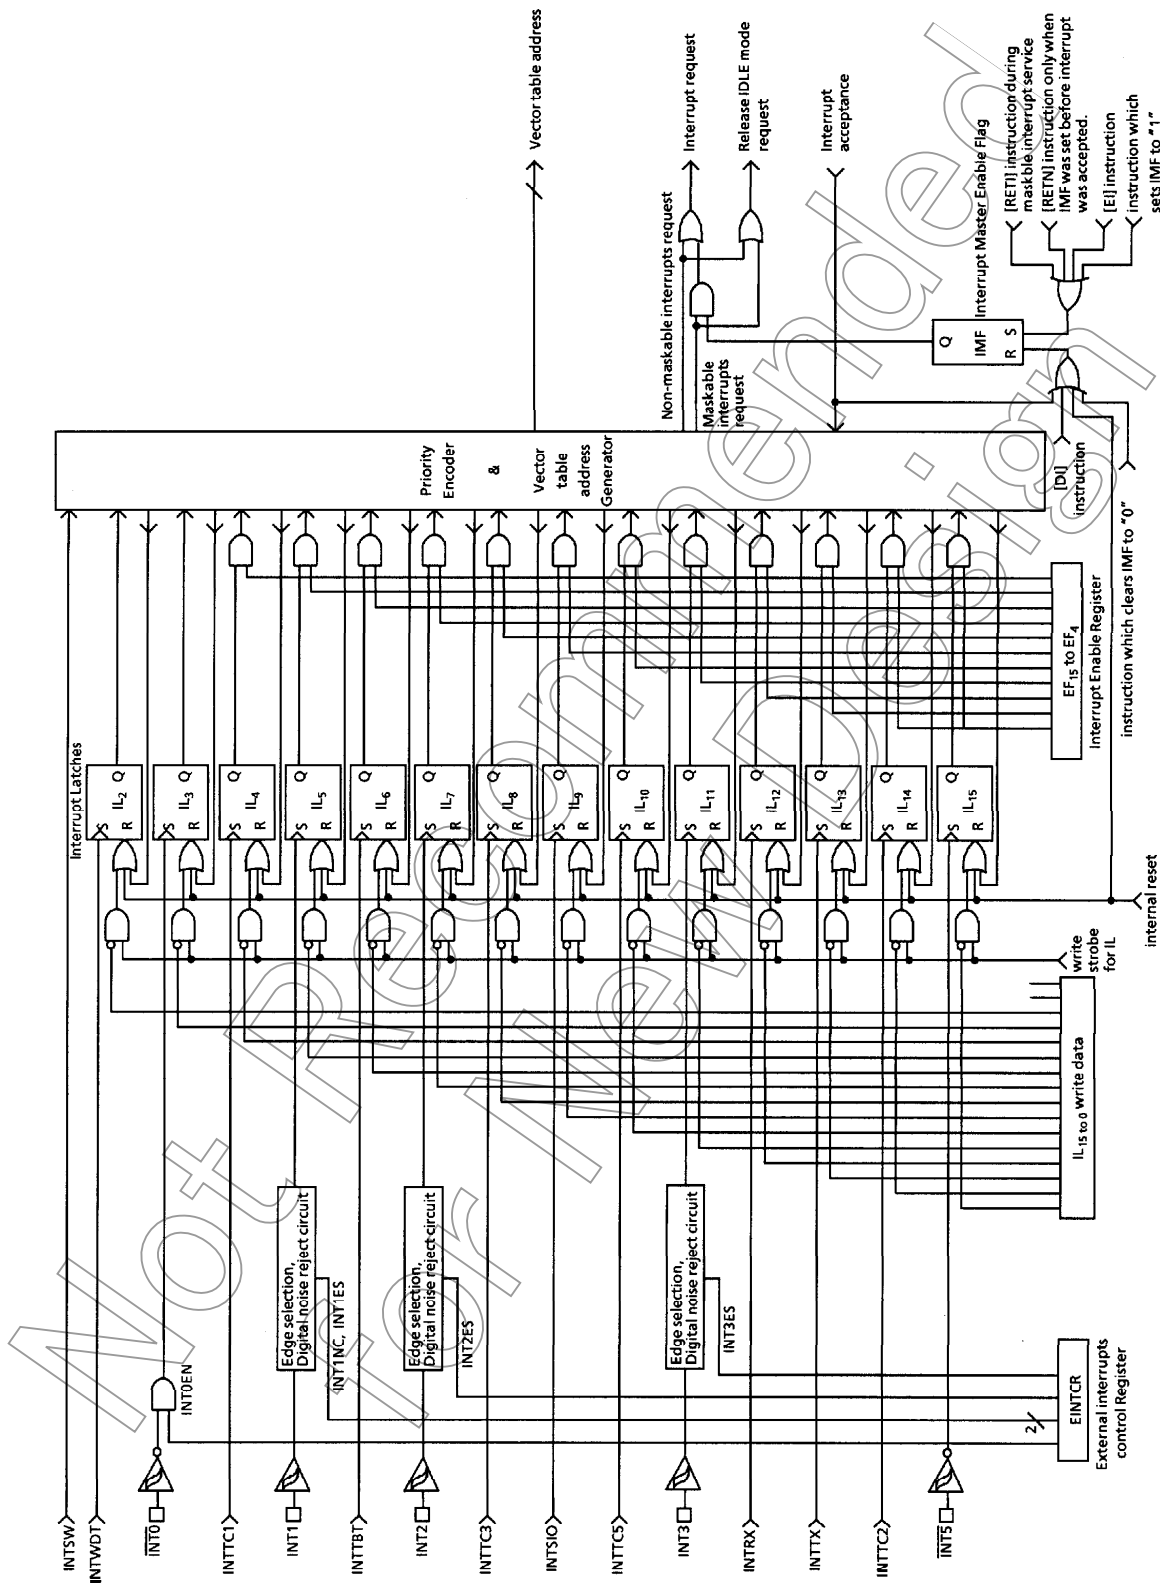 Not Recommended
for New Design
INTSW
INTWDT
INT0
INTTC1
INT1
INTTBT
INT2
INTTC3
INTSIO
INTTC5
INT3
INTRX
INTTX
INTTC2
INT5
INT0EN
Edge selection,
Digital noise reject circuit
INT1NC, INT1ES
Edge selection,
Digital noise reject circuit
INT2ES
Edge selection,
Digital noise reject circuit
INT3ES
2
EINTCR
External interrupts
control Register
IL15 to 0 write data
write
strobe
for IL
internal reset
Interrupt Latches
S
IL2
Q
R
S
IL3
Q
R
S
IL4
Q
R
S
IL5
Q
R
S
IL6
Q
R
S
IL7
Q
R
S
IL8
Q
R
S
IL9
Q
R
S
IL10
Q
R
S
IL11
Q
R
S
IL12
Q
R
S
IL13
Q
R
S
IL14
Q
R
S
IL15
Q
R
EF15 to EF4
Interrupt Enable Register
instruction which clears IMF to "0"
Priority
Encoder
&
Vector
table
address
Generator
[DI]
instruction
Vector table address
Non-maskable interrupts request
Maskable
interrupts
request
Interrupt request
Release IDLE mode
request
Interrupt
acceptance
Interrupt Master Enable Flag
Q
IMF
R S
[RETI] instruction during
maskble interrupt service
[RETN] instruction only when
IMF was set before interrupt
was accepted.
[EI] instruction
instruction which
sets IMF to "1"